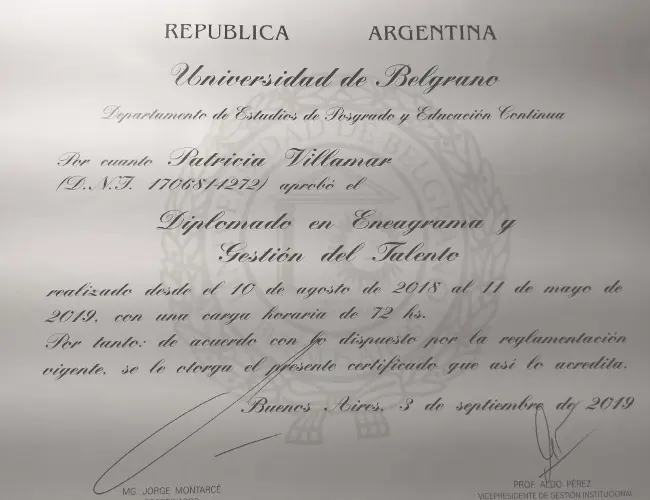 REPUBLICA ARGENTINA
Universidad de Belgrano
Departamento de Estudios de Posgrado y Educación Continua
Por cuanto Patricia Villamar
(D.N.I. 1706814272) aprobó el
Diplomado en Eneagrama y
Gestión del Talento
realizado desde el 10 de agosto de 2018 al 11 de mayo de
2019, con una carga horaria de 72 hs.
Por tanto: de acuerdo con lo dispuesto por la reglamentación
vigente, se le otorga el presente certificado que así lo acredita.
Buenos Aires, 3 de septiembre de 2019
MG. JORGE MONTARCÉ
PROF. ALDO PÉREZ
VICEPRESIDENTE DE GESTIÓN INSTITUCIONAL